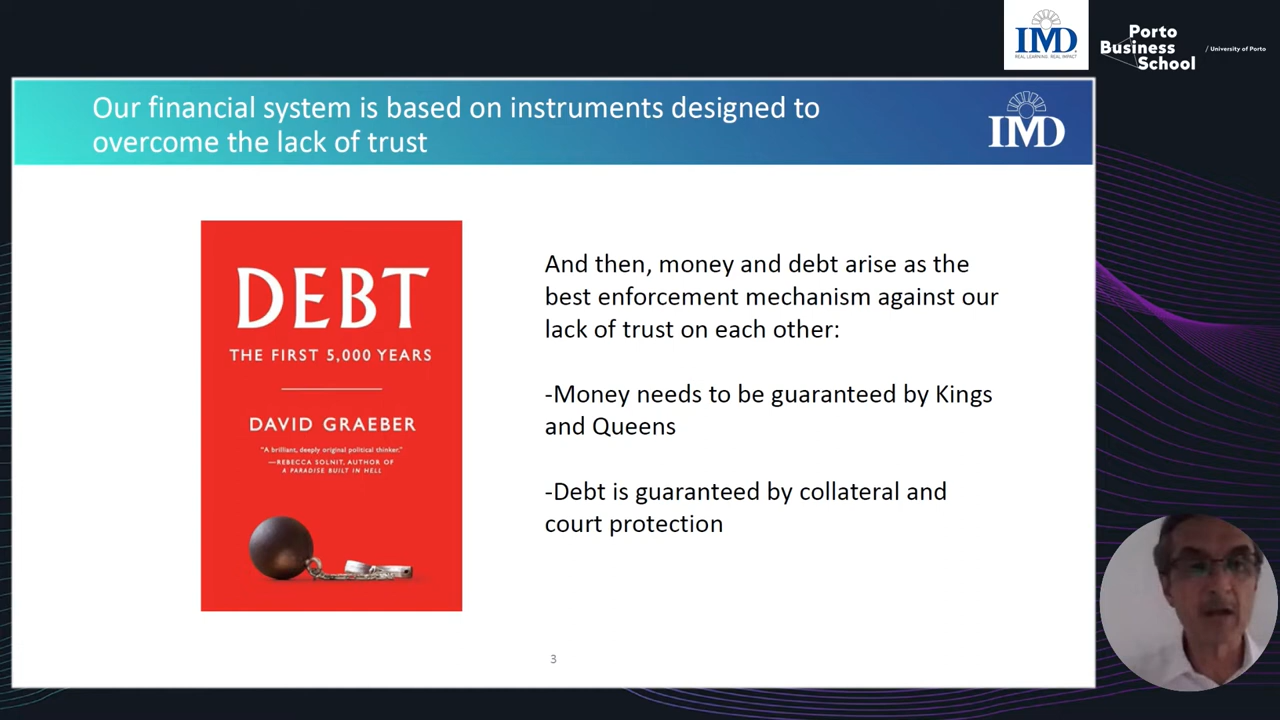 IMD
REAL LEARNING. REAL IMPACT
Porto
Business
School
/ University of Porto
Our financial system is based on instruments designed to
overcome the lack of trust
IMD
DEBT
THE FIRST 5,000 YEARS
DAVID GRAEBER
"A brilliant, deeply original political thinker."
—REBECCA SOLNIT, AUTHOR OF
A PARADISE BUILT IN HELL
And then, money and debt arise as the
best enforcement mechanism against our
lack of trust on each other:
-Money needs to be guaranteed by Kings
and Queens
-Debt is guaranteed by collateral and
court protection
3